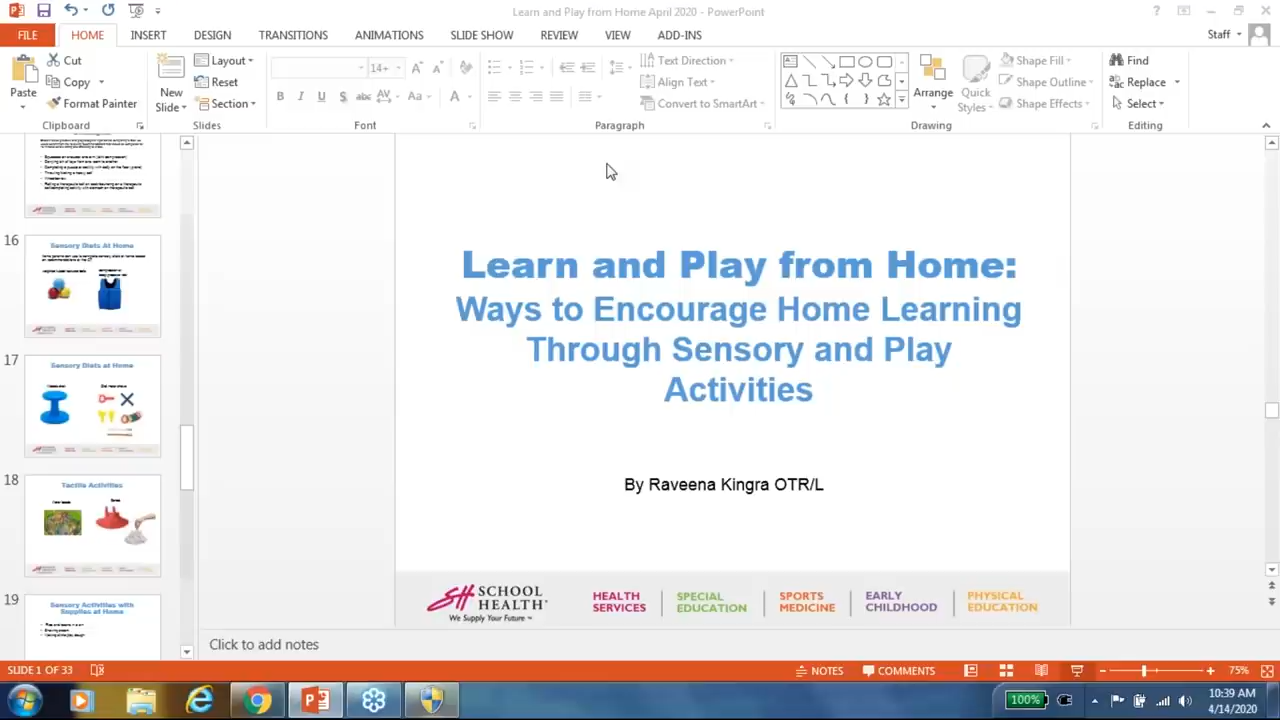 Learn and Play from Home April 2020 - PowerPoint
FILE HOME INSERT DESIGN TRANSITIONS ANIMATIONS SLIDE SHOW REVIEW VIEW ADD-INS Staff
Paste
Cut
Copy
Format Painter
Clipboard
New
Slide
Layout
Reset
Section
Slides
14+
B I U S abc AV Aa A
Font
Text Direction
Align Text
Convert to SmartArt
Paragraph
Arrange
Quick
Styles
Shape Fill
Shape Outline
Shape Effects
Drawing
Find
Replace
Select
Editing
16
Sensory Diets At Home
17
Sensory Diets at Home
18
Tactile Activities
19
Sensory Activities with
Supplies at Home
Learn and Play from Home:
Ways to Encourage Home Learning
Through Sensory and Play
Activities
By Raveena Kingra OTR/L
SH SCHOOL
HEALTH
We Supply Your Future™
HEALTH
SERVICES
SPECIAL
EDUCATION
SPORTS
MEDICINE
EARLY
CHILDHOOD
PHYSICAL
EDUCATION
Click to add notes
SLIDE 1 OF 33 NOTES COMMENTS 75%
100%
10:39 AM
4/14/2020